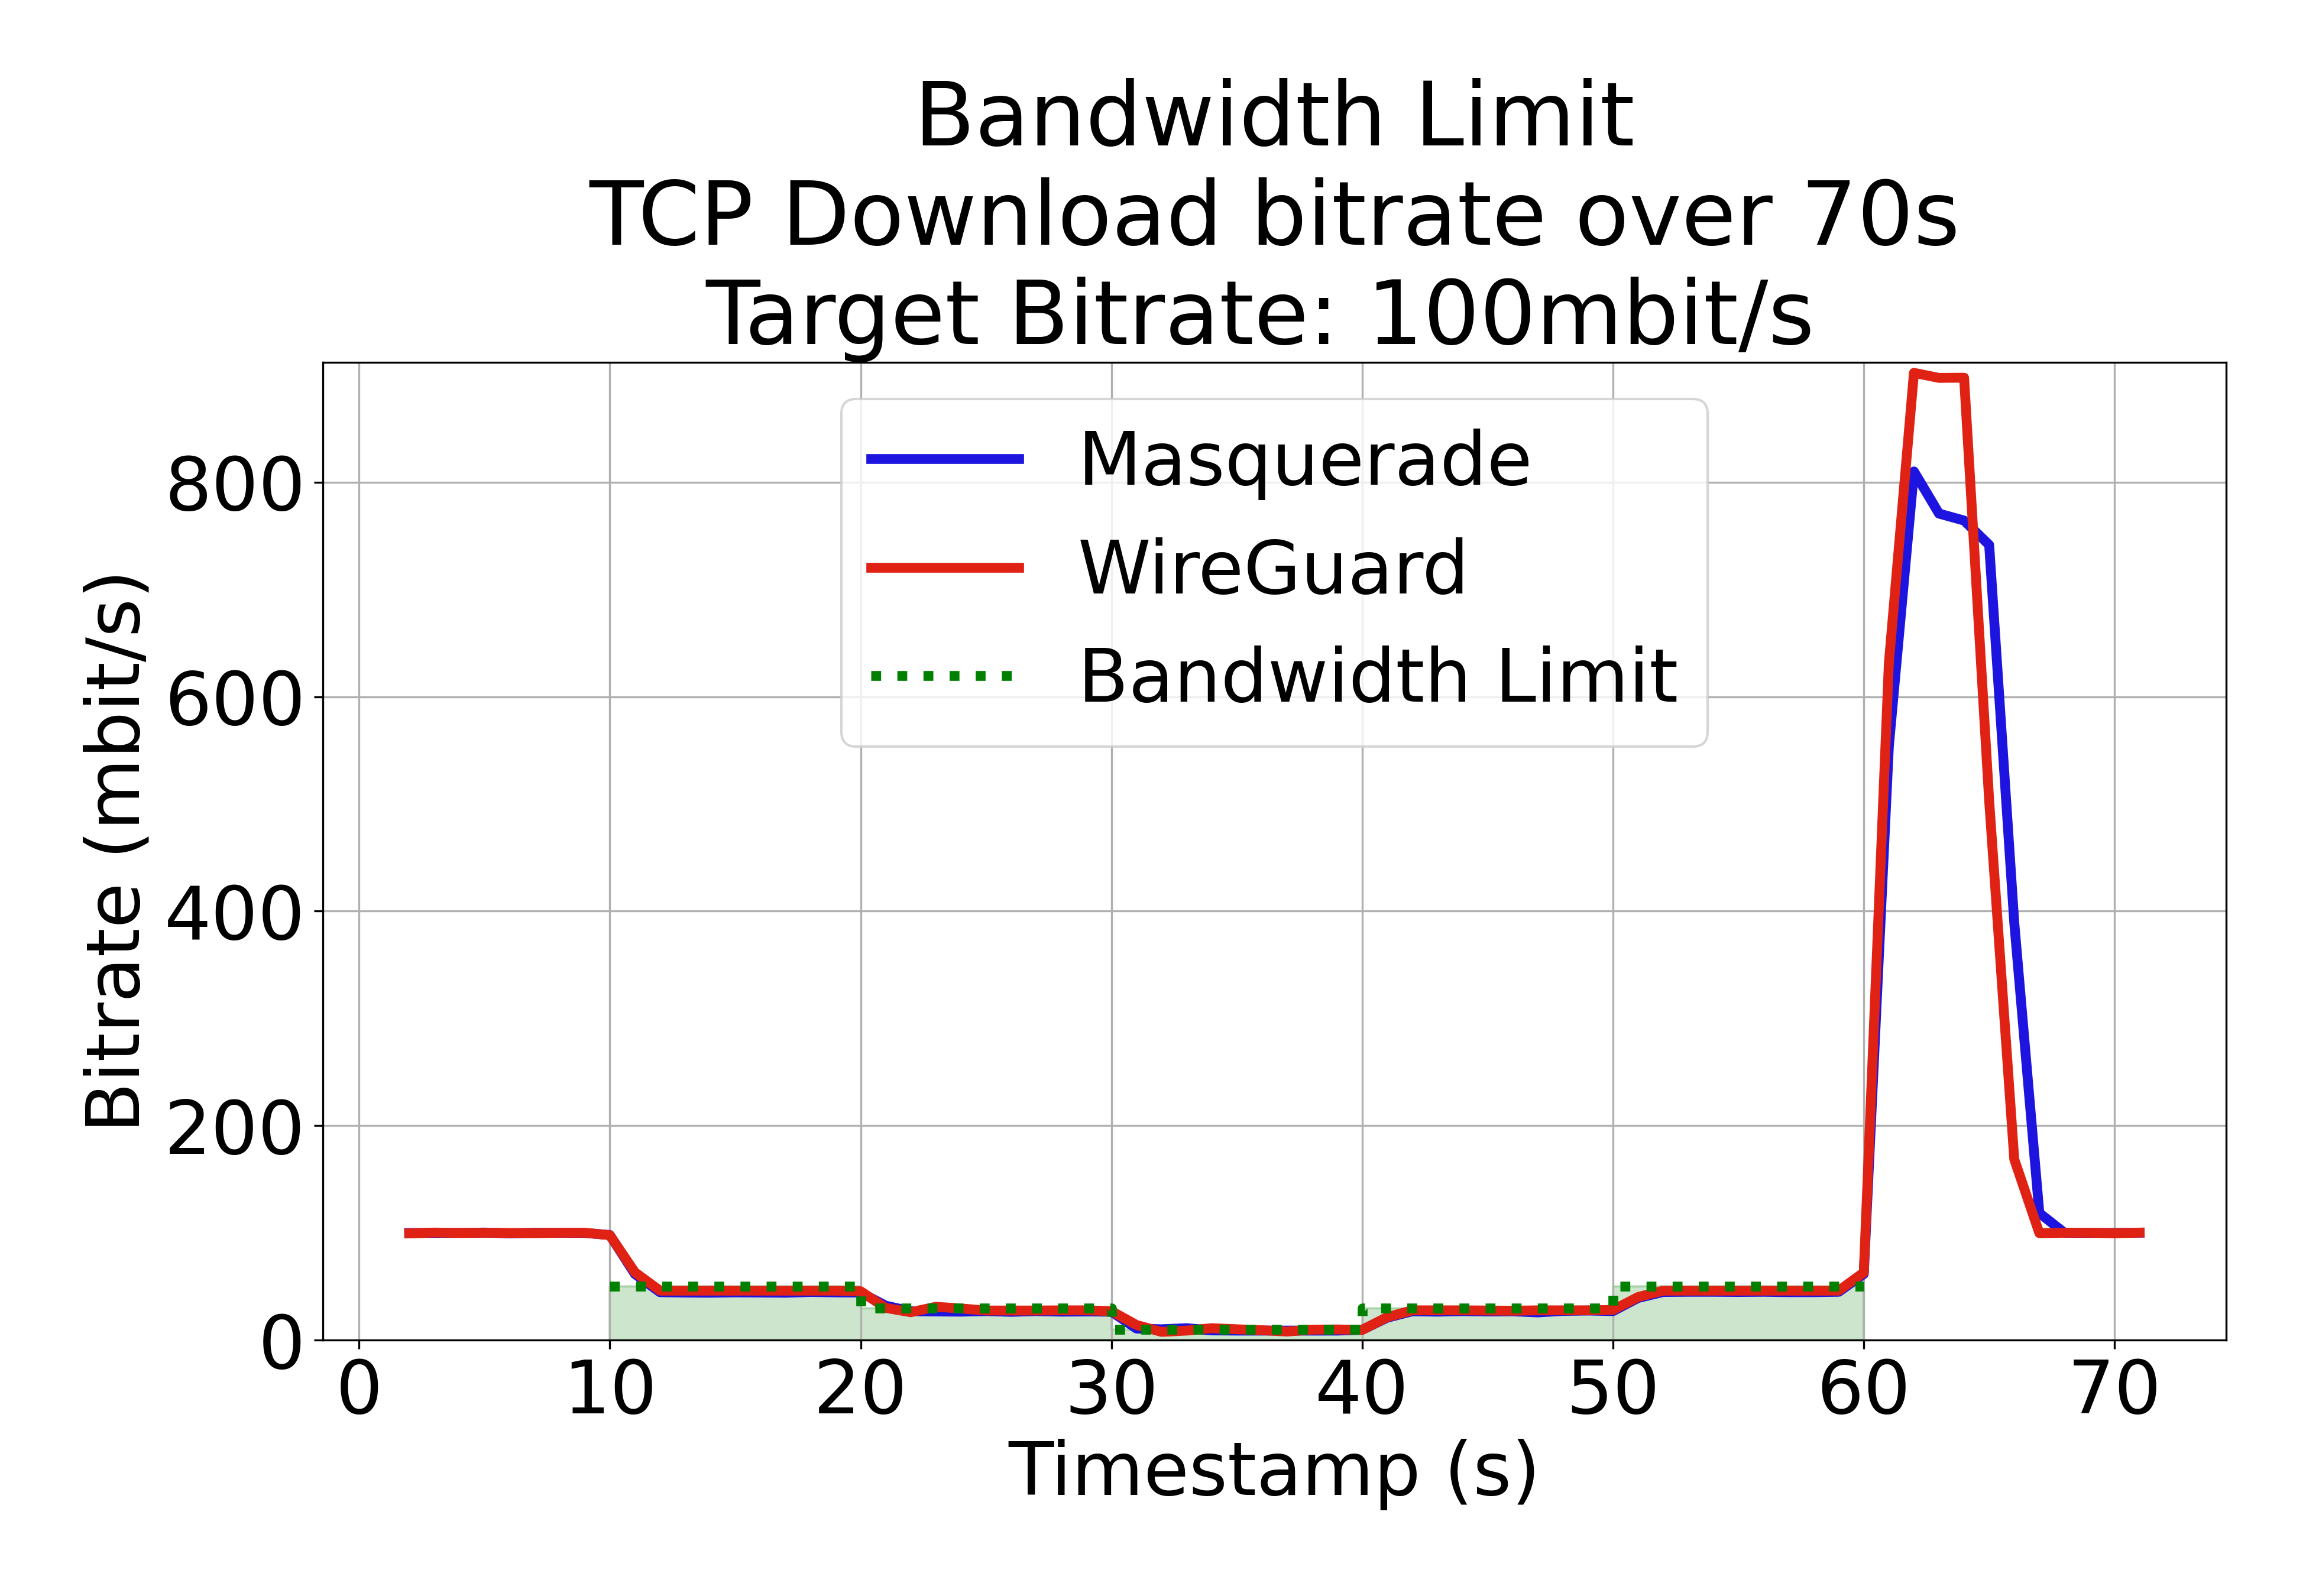 Bandwidth Limit
TCP Download bitrate over 70s
Target Bitrate: 100mbit/s
Masquerade
WireGuard
Bandwidth Limit
Bitrate (mbit/s)
800
600
400
200
0
0 10 20 30 40 50 60 70
Timestamp (s)